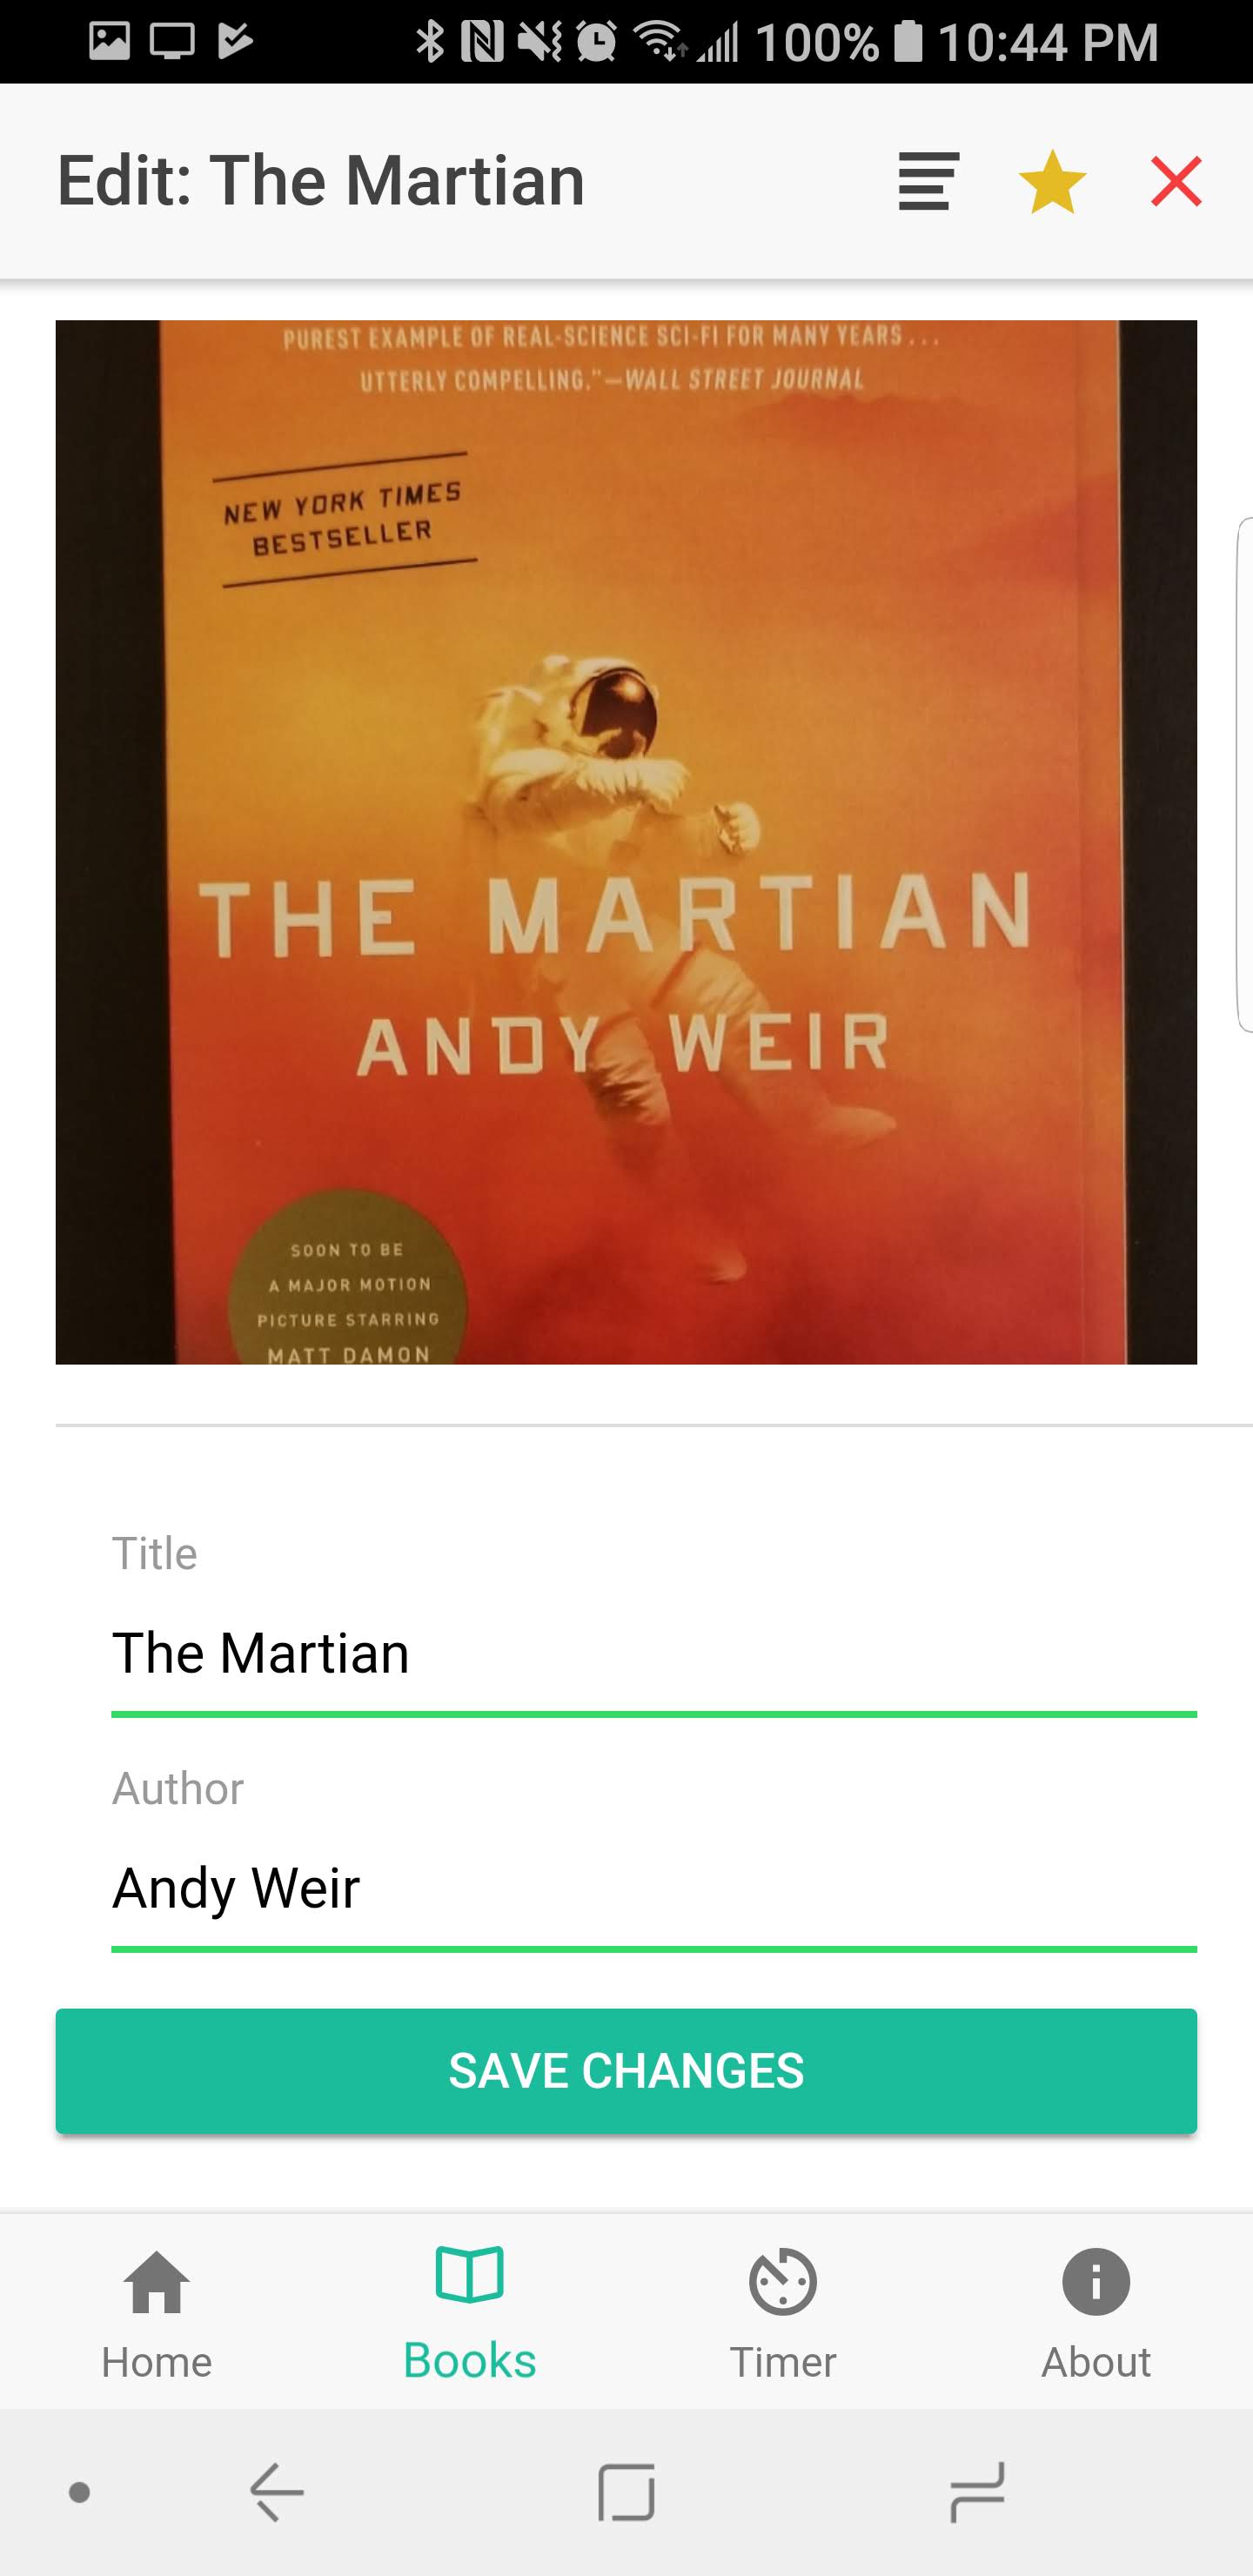 100% 10:44 PM
Edit: The Martian
PUREST EXAMPLE OF REAL-SCIENCE SCI-FI FOR MANY YEARS ...
UTTERLY COMPELLING."—WALL STREET JOURNAL
NEW YORK TIMES
BESTSELLER
THE MARTIAN
ANDY WEIR
SOON TO BE
A MAJOR MOTION
PICTURE STARRING
MATT DAMON
Title
The Martian
Author
Andy Weir
SAVE CHANGES
Home Books Timer About